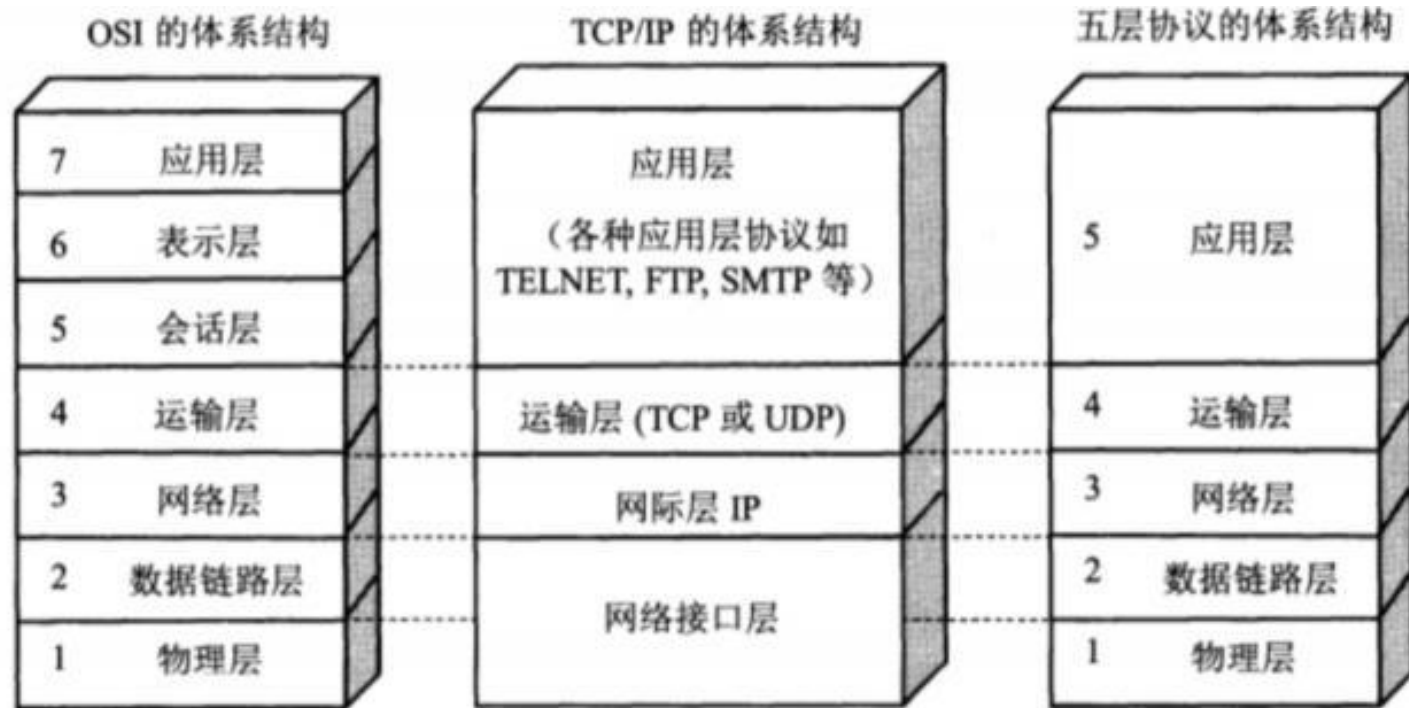 OSI 的体系结构
7 应用层
6 表示层
5 会话层
4 运输层
3 网络层
2 数据链路层
1 物理层
TCP/IP 的体系结构
应用层
（各种应用层协议如
TELNET, FTP, SMTP 等）
运输层 (TCP 或 UDP)
网际层 IP
网络接口层
五层协议的体系结构
5 应用层
4 运输层
3 网络层
2 数据链路层
1 物理层